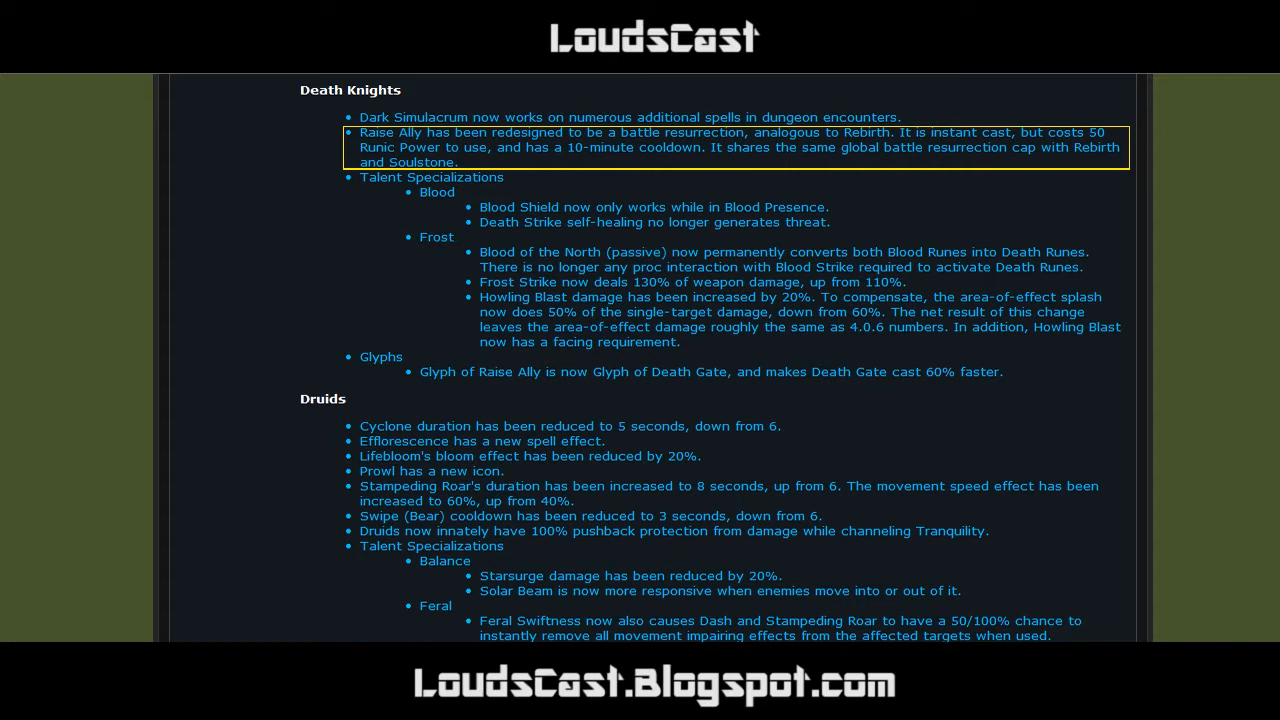 LoudsCast
Death Knights
Dark Simulacrum now works on numerous additional spells in dungeon encounters.
Raise Ally has been redesigned to be a battle resurrection, analogous to Rebirth. It is instant cast, but costs 50
Runic Power to use, and has a 10-minute cooldown. It shares the same global battle resurrection cap with Rebirth
and Soulstone.
Talent Specializations
Blood
Blood Shield now only works while in Blood Presence.
Death Strike self-healing no longer generates threat.
Frost
Blood of the North (passive) now permanently converts both Blood Runes into Death Runes.
There is no longer any proc interaction with Blood Strike required to activate Death Runes.
Frost Strike now deals 130% of weapon damage, up from 110%.
Howling Blast damage has been increased by 20%. To compensate, the area-of-effect splash
now does 50% of the single-target damage, down from 60%. The net result of this change
leaves the area-of-effect damage roughly the same as 4.0.6 numbers. In addition, Howling Blast
now has a facing requirement.
Glyphs
Glyph of Raise Ally is now Glyph of Death Gate, and makes Death Gate cast 60% faster.
Druids
Cyclone duration has been reduced to 5 seconds, down from 6.
Efflorescence has a new spell effect.
Lifebloom's bloom effect has been reduced by 20%.
Prowl has a new icon.
Stampeding Roar's duration has been increased to 8 seconds, up from 6. The movement speed effect has been
increased to 60%, up from 40%.
Swipe (Bear) cooldown has been reduced to 3 seconds, down from 6.
Druids now innately have 100% pushback protection from damage while channeling Tranquility.
Talent Specializations
Balance
Starsurge damage has been reduced by 20%.
Solar Beam is now more responsive when enemies move into or out of it.
Feral
Feral Swiftness now also causes Dash and Stampeding Roar to have a 50/100% chance to
instantly remove all movement impairing effects from the affected targets when used.
LoudsCast.Blogspot.com